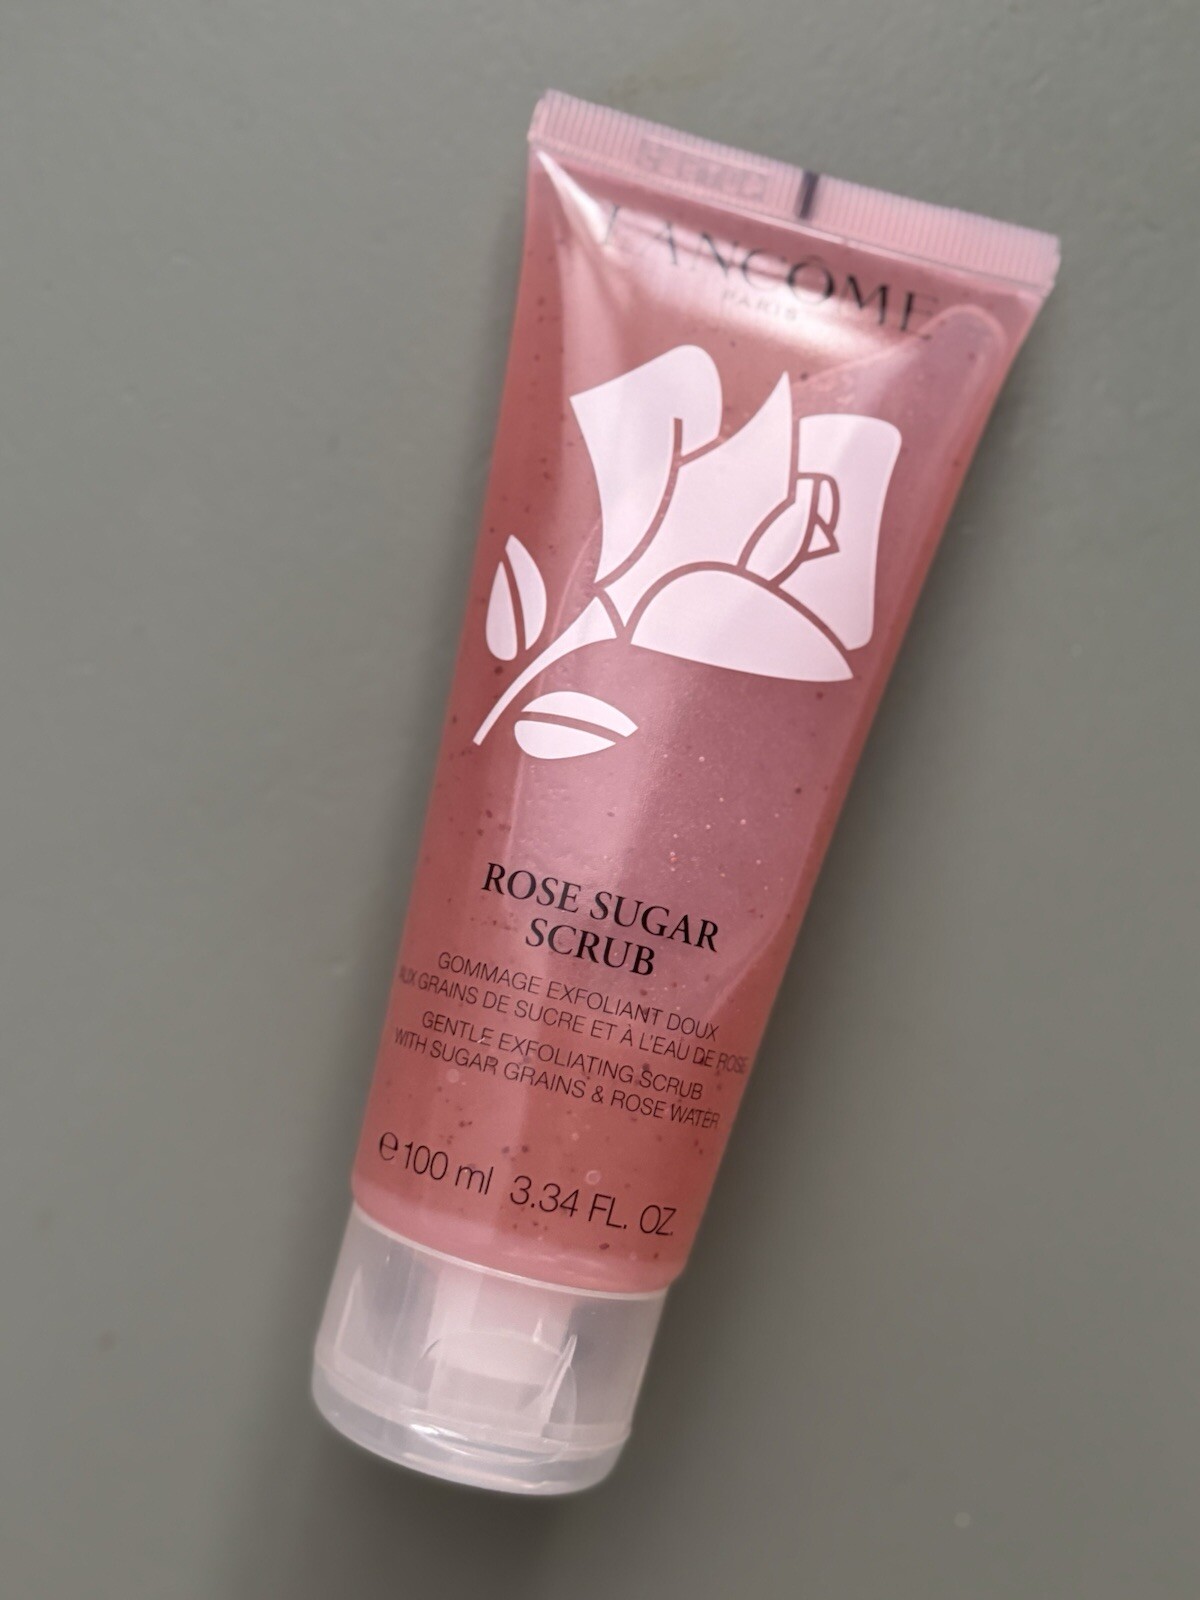 LANCÔME
PARIS
ROSE SUGAR
SCRUB
GOMMAGE EXFOLIANT DOUX
AUX GRAINS DE SUCRE ET À L'EAU DE ROSE
GENTLE EXFOLIATING SCRUB
WITH SUGAR GRAINS & ROSE WATER
℮100 ml 3.34 FL. OZ.